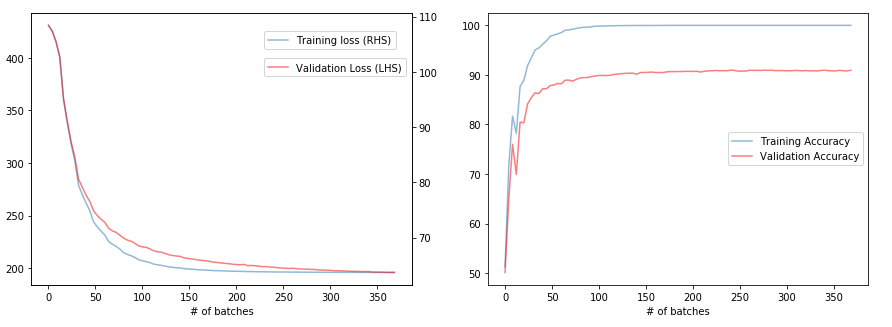 110
400
100
350
90
300
80
250
70
200
0 50 100 150 200 250 300 350
# of batches
Training loss (RHS)
Validation Loss (LHS)
100
90
80
70
60
50
0 50 100 150 200 250 300 350
# of batches
Training Accuracy
Validation Accuracy